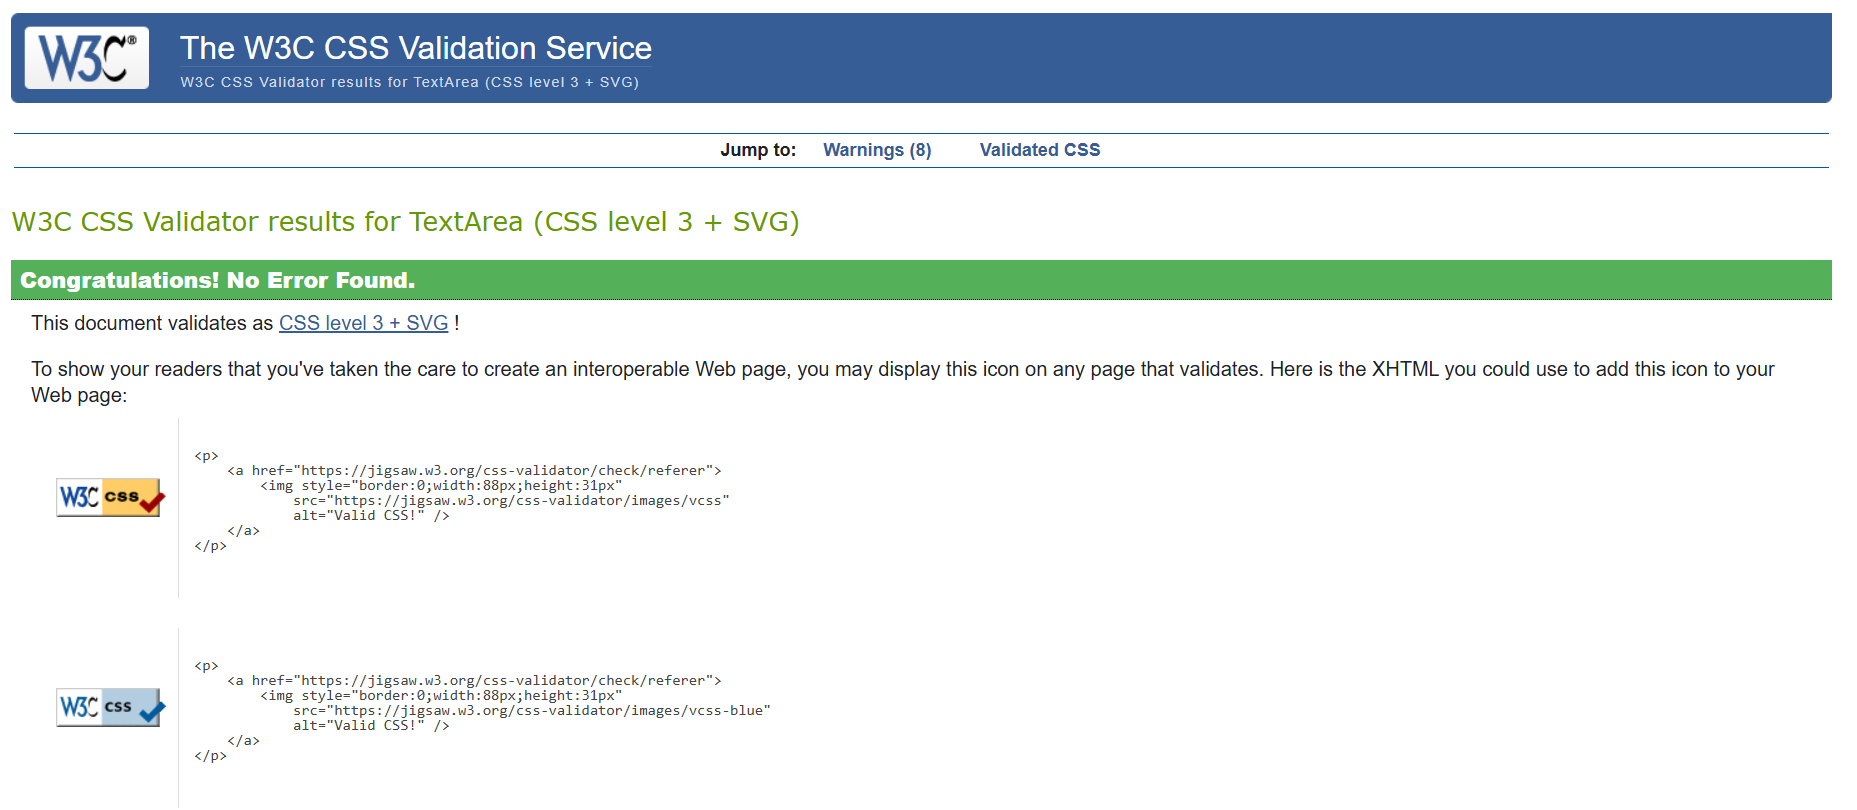 W3C®
The W3C CSS Validation Service
W3C CSS Validator results for TextArea (CSS level 3 + SVG)
Jump to: Warnings (8) Validated CSS
W3C CSS Validator results for TextArea (CSS level 3 + SVG)
Congratulations! No Error Found.
This document validates as CSS level 3 + SVG !
To show your readers that you've taken the care to create an interoperable Web page, you may display this icon on any page that validates. Here is the XHTML you could use to add this icon to your
Web page:
W3C css
<p>
    <a href="https://jigsaw.w3.org/css-validator/check/referer">
        <img style="border:0;width:88px;height:31px"
            src="https://jigsaw.w3.org/css-validator/images/vcss"
            alt="Valid CSS!" />
    </a>
</p>
W3C css
<p>
    <a href="https://jigsaw.w3.org/css-validator/check/referer">
        <img style="border:0;width:88px;height:31px"
            src="https://jigsaw.w3.org/css-validator/images/vcss-blue"
            alt="Valid CSS!" />
    </a>
</p>